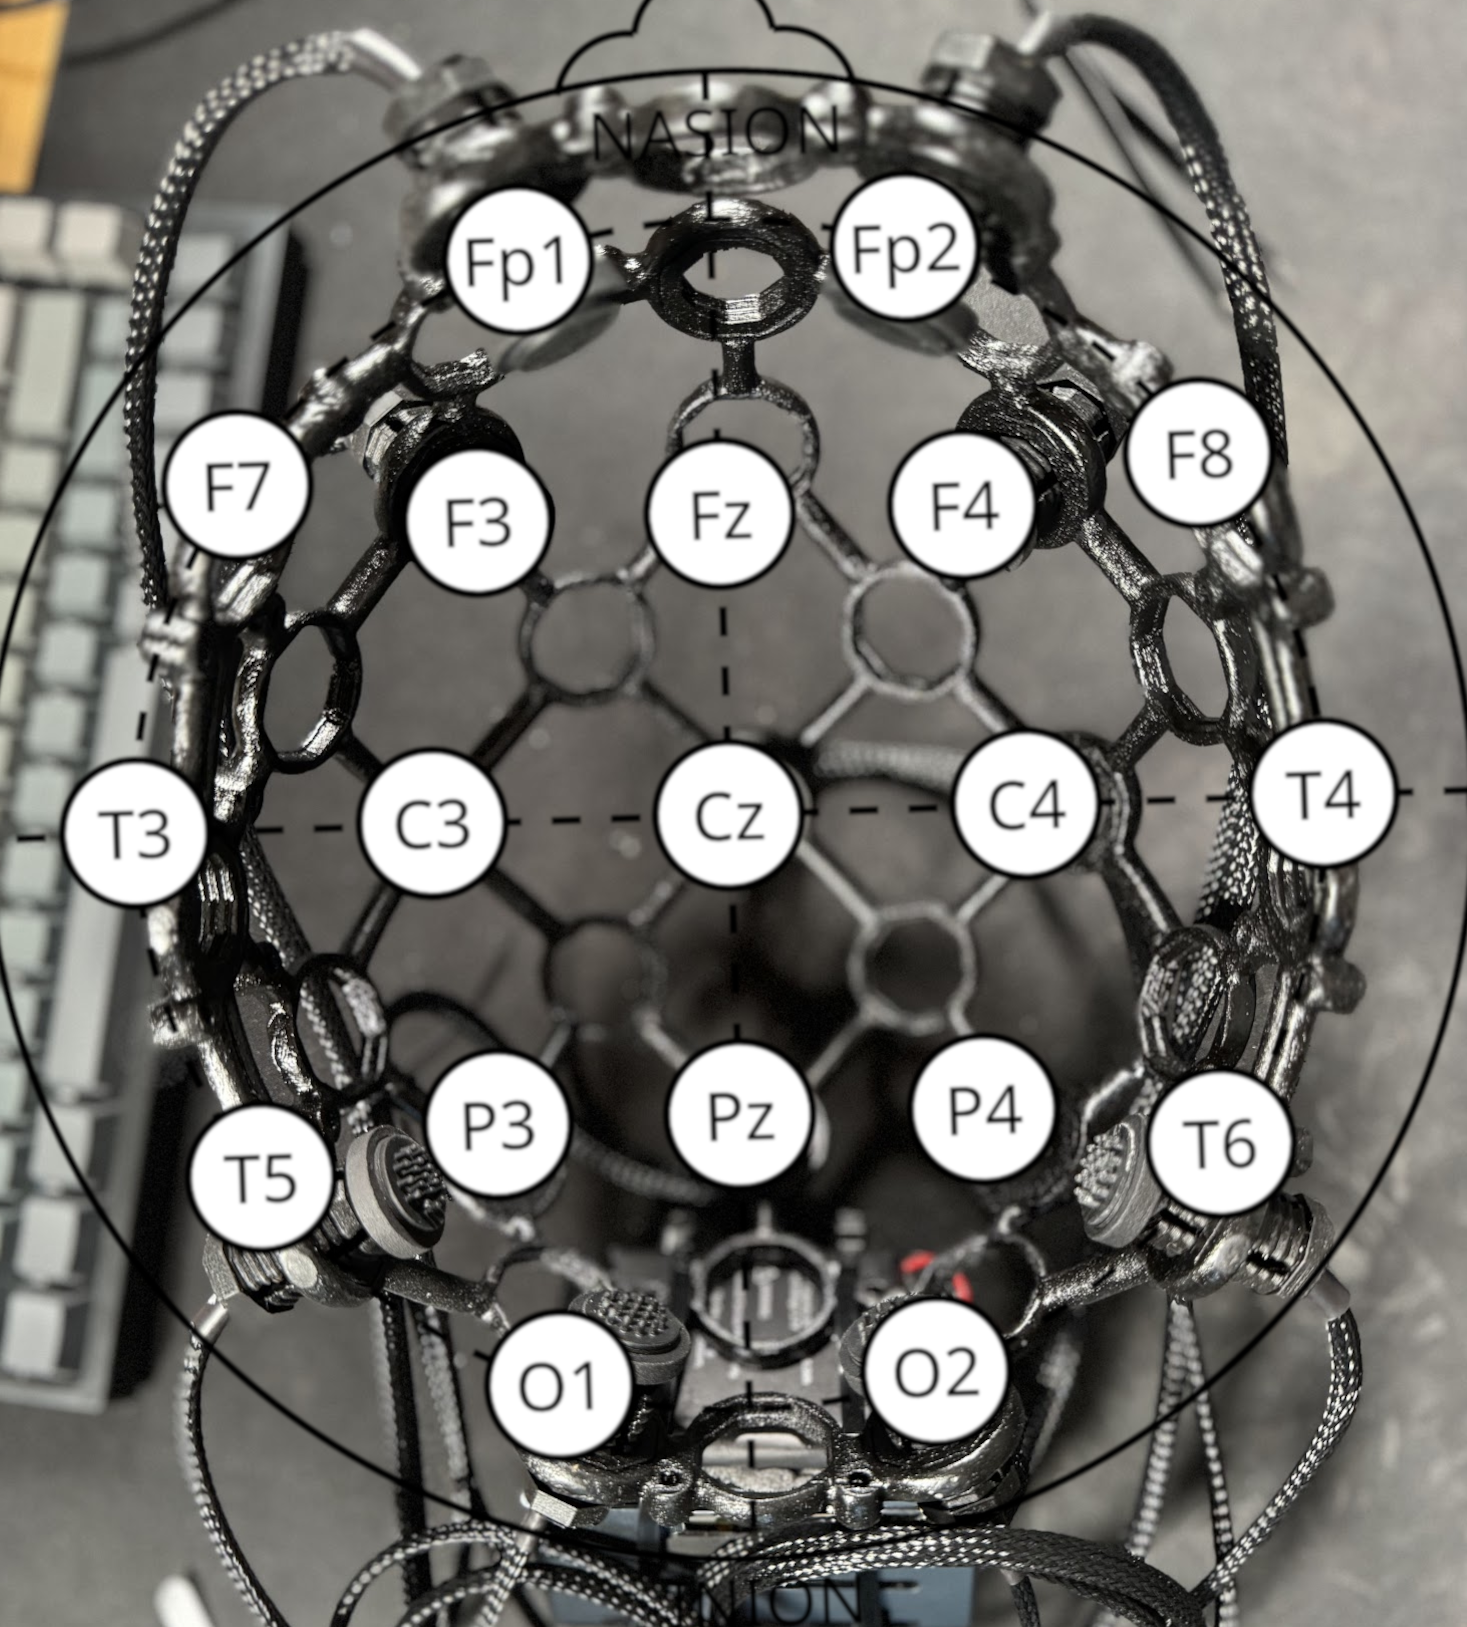 NASION
Fp1 Fp2
F7 F3 Fz F4 F8
T3 C3 Cz C4 T4
T5 P3 Pz P4 T6
O1 O2
INION